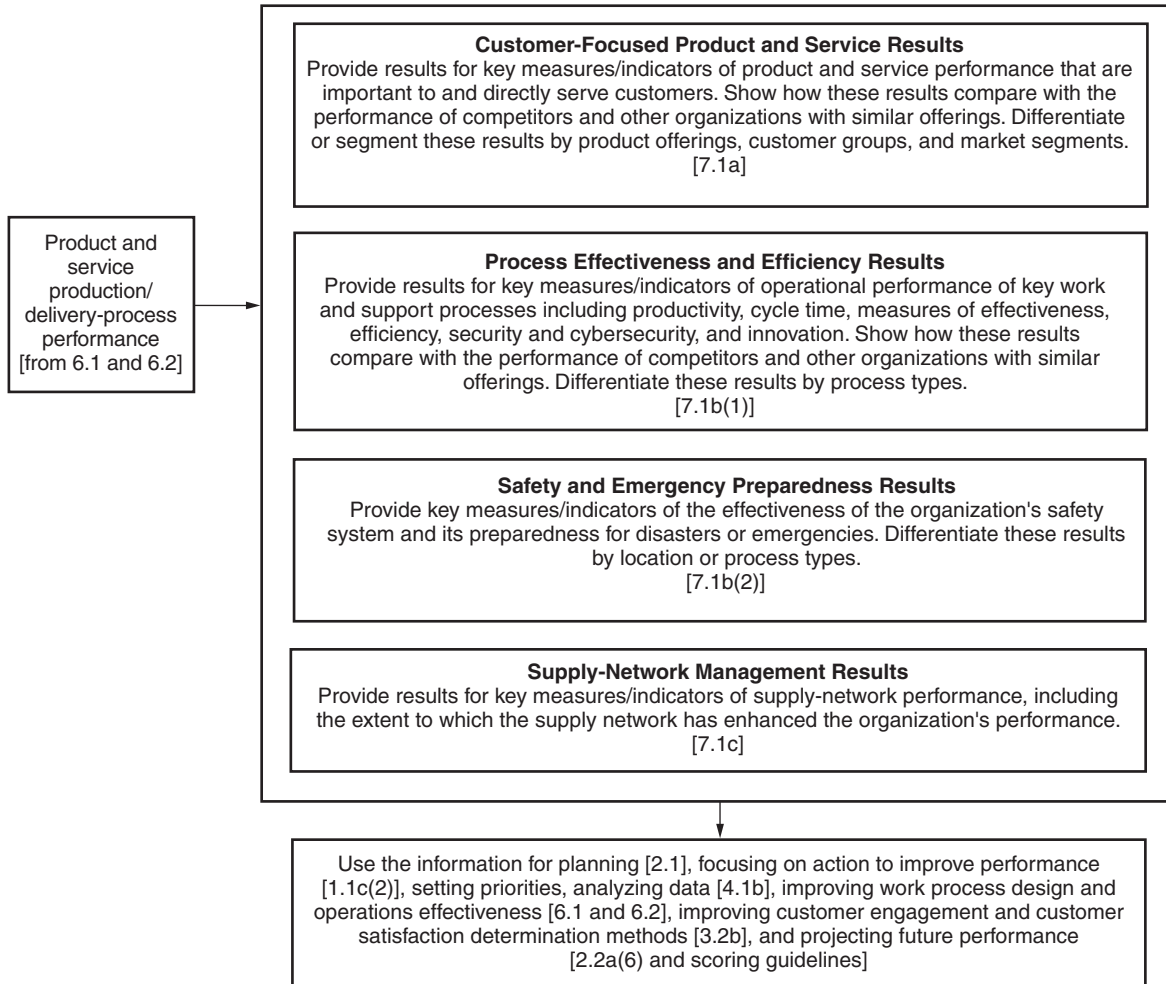 Customer-Focused Product and Service Results
Provide results for key measures/indicators of product and service performance that are
important to and directly serve customers. Show how these results compare with the
performance of competitors and other organizations with similar offerings. Differentiate
or segment these results by product offerings, customer groups, and market segments.
[7.1a]
Product and
service
production/
delivery-process
performance
[from 6.1 and 6.2]
Process Effectiveness and Efficiency Results
Provide results for key measures/indicators of operational performance of key work
and support processes including productivity, cycle time, measures of effectiveness,
efficiency, security and cybersecurity, and innovation. Show how these results
compare with the performance of competitors and other organizations with similar
offerings. Differentiate these results by process types.
[7.1b(1)]
Safety and Emergency Preparedness Results
Provide key measures/indicators of the effectiveness of the organization's safety
system and its preparedness for disasters or emergencies. Differentiate these results
by location or process types.
[7.1b(2)]
Supply-Network Management Results
Provide results for key measures/indicators of supply-network performance, including
the extent to which the supply network has enhanced the organization's performance.
[7.1c]
Use the information for planning [2.1], focusing on action to improve performance
[1.1c(2)], setting priorities, analyzing data [4.1b], improving work process design and
operations effectiveness [6.1 and 6.2], improving customer engagement and customer
satisfaction determination methods [3.2b], and projecting future performance
[2.2a(6) and scoring guidelines]